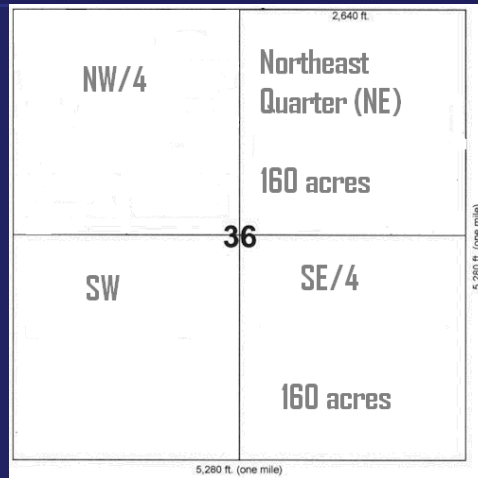 2,640 ft.
NW/4
Northeast
Quarter (NE)
160 acres
36
5,280 ft. (one mile)
SW
SE/4
160 acres
5,280 ft. (one mile)